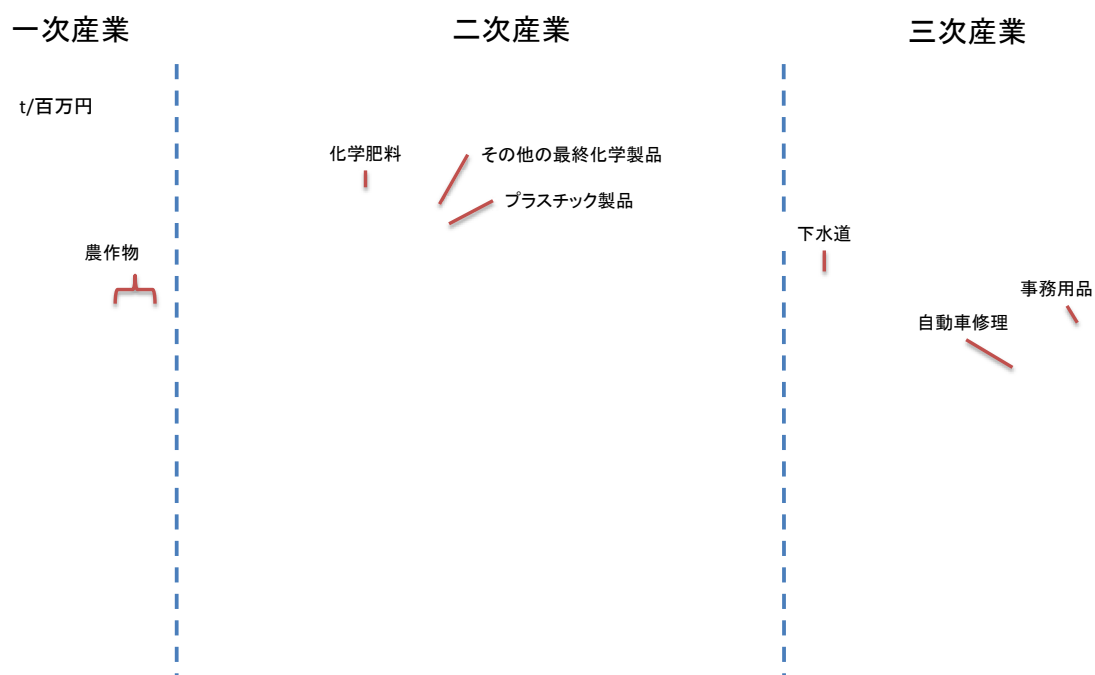 一次産業
二次産業
三次産業
t/百万円
化学肥料
その他の最終化学製品
プラスチック製品
下水道
農作物
事務用品
自動車修理